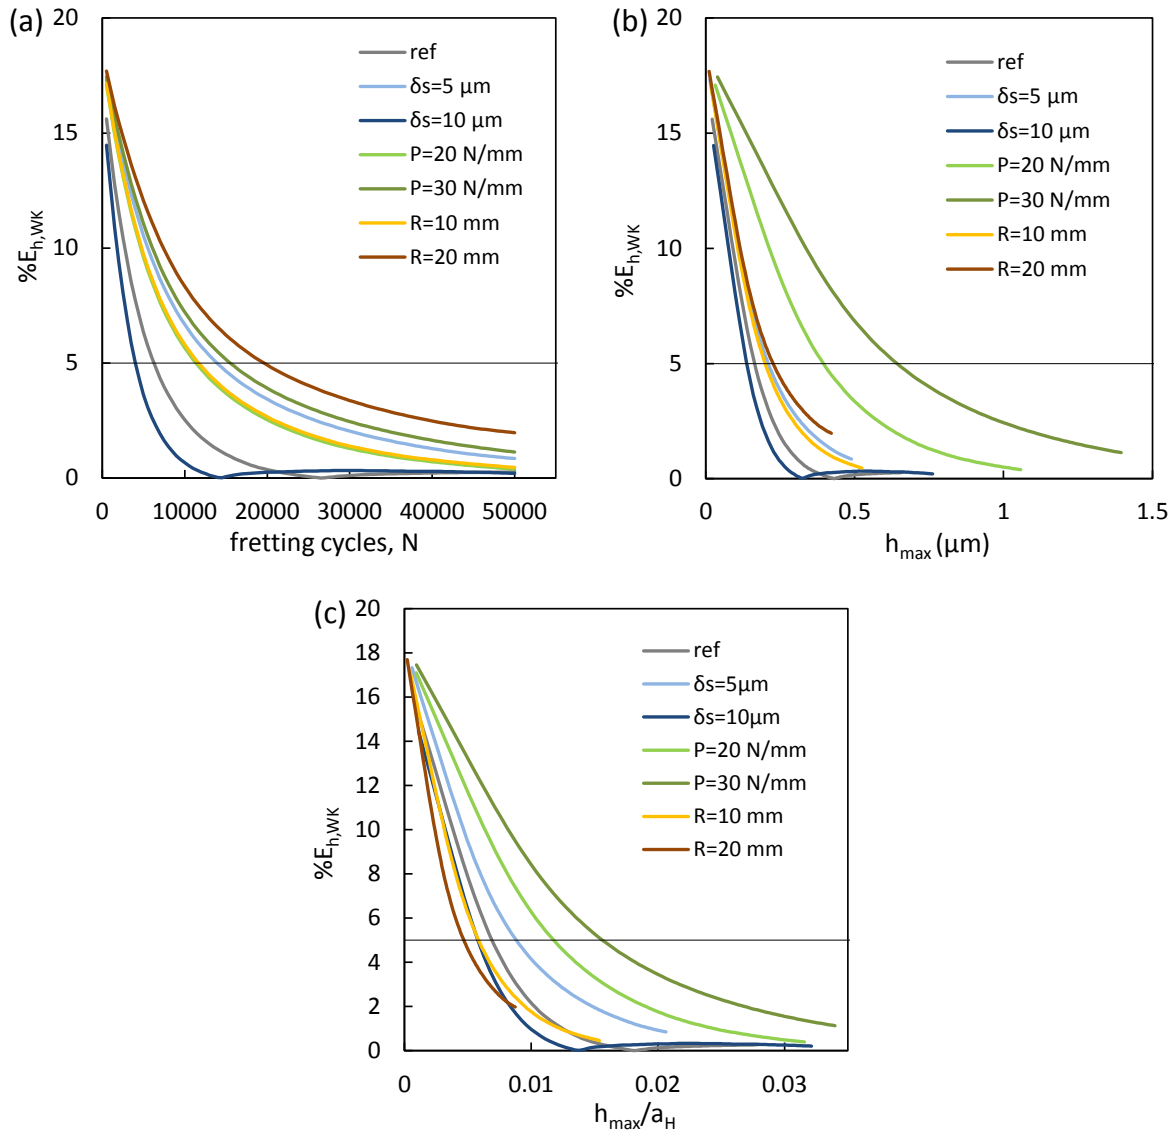 (a)
%E_h,WK
20
15
10
5
0
ref
δs=5 µm
δs=10 µm
P=20 N/mm
P=30 N/mm
R=10 mm
R=20 mm
0 10000 20000 30000 40000 50000
fretting cycles, N
(b)
%E_h,WK
20
15
10
5
0
ref
δs=5 µm
δs=10 µm
P=20 N/mm
P=30 N/mm
R=10 mm
R=20 mm
0 0.5 1 1.5
h_max (µm)
(c)
%E_h,WK
20
18
16
14
12
10
8
6
4
2
0
ref
δs=5µm
δs=10µm
P=20 N/mm
P=30 N/mm
R=10 mm
R=20 mm
0 0.01 0.02 0.03
h_max/a_H